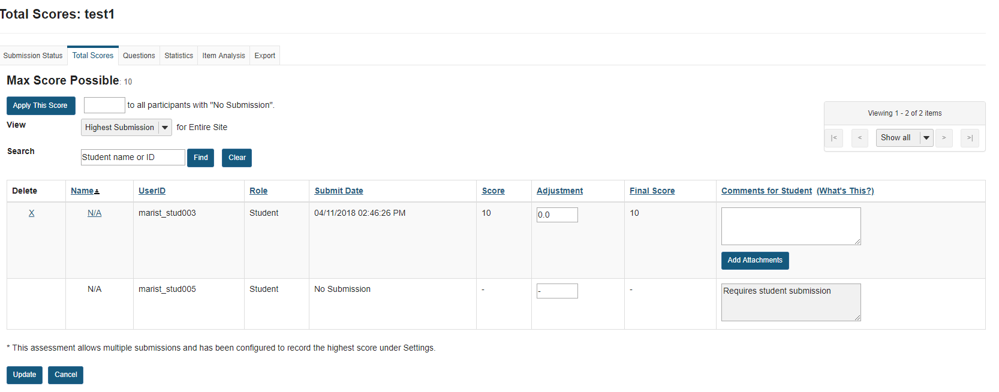 Total Scores: test1
Submission Status Total Scores Questions Statistics Item Analysis Export
Max Score Possible: 10
Apply This Score to all participants with "No Submission".
View Highest Submission for Entire Site
Viewing 1 - 2 of 2 items
|< < Show all > >|
Search Student name or ID Find Clear
Delete Name UserID Role Submit Date Score Adjustment Final Score Comments for Student (What's This?)
X N/A marist_stud003 Student 04/11/2018 02:46:26 PM 10 0.0 10
Add Attachments
N/A marist_stud005 Student No Submission - - - Requires student submission
* This assessment allows multiple submissions and has been configured to record the highest score under Settings.
Update Cancel